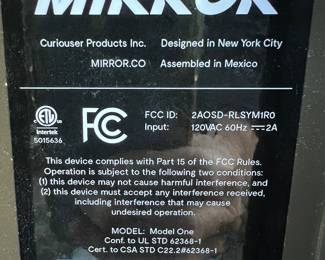 MIRROR
Curiouser Products Inc. Designed in New York City
MIRROR.CO Assembled in Mexico
ETL
Intertek
5015636
FC
FCC ID: 2AOSD-RLSYM1R0
Input: 120VAC 60Hz ⎓ 2A
This device complies with Part 15 of the FCC Rules.
Operation is subject to the following two conditions:
(1) this device may not cause harmful interference, and
(2) this device must accept any interference received,
including interference that may cause
undesired operation.
MODEL: Model One
Conf. to UL STD 62368-1
Cert. to CSA STD C22.2#62368-1